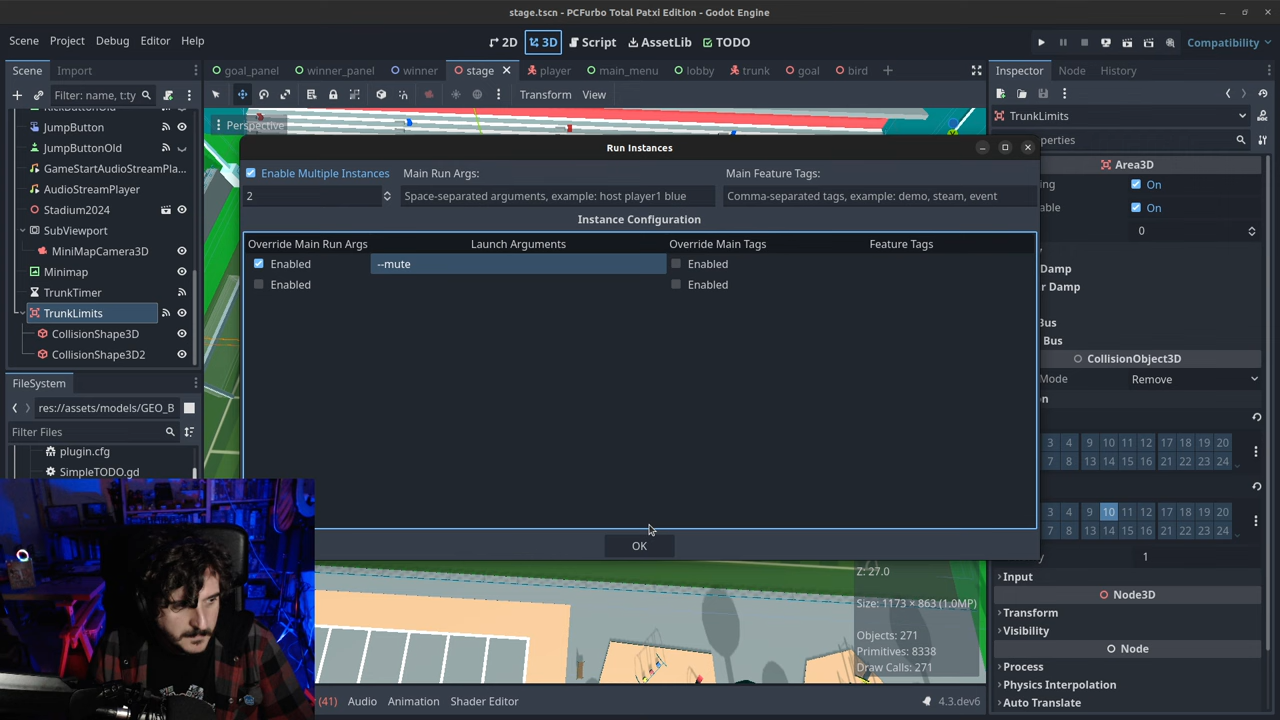 stage.tscn - PCFurbo Total Patxi Edition - Godot Engine
Scene Project Debug Editor Help
2D 3D Script AssetLib TODO
Compatibility
Scene Import
goal_panel winner_panel winner stage player main_menu lobby trunk goal bird
Inspector Node History
Filter: name, t:ty
Transform View
TrunkLimits
Perspective
JumpButton
JumpButtonOld
GameStartAudioStreamPla...
AudioStreamPlayer
Stadium2024
SubViewport
MiniMapCamera3D
Minimap
TrunkTimer
TrunkLimits
CollisionShape3D
CollisionShape3D2
FileSystem
res://assets/models/GEO_B
Filter Files
plugin.cfg
SimpleTODO.gd
Run Instances
Enable Multiple Instances Main Run Args: Main Feature Tags:
2 Space-separated arguments, example: host player1 blue Comma-separated tags, example: demo, steam, event
Instance Configuration
Override Main Run Args Launch Arguments Override Main Tags Feature Tags
Enabled --mute Enabled
Enabled Enabled
OK
Area3D
On
On
0
Damp
Bus
Bus
CollisionObject3D
Mode Remove
3 4 9 10 11 12 17 18 19 20
7 8 13 14 15 16 21 22 23 24
3 4 9 10 11 12 17 18 19 20
7 8 13 14 15 16 21 22 23 24
1
Input
Node3D
Transform
Visibility
Node
Process
Physics Interpolation
Auto Translate
Z: 27.0
Size: 1173 × 863 (1.0MP)
Objects: 271
Primitives: 8338
Draw Calls: 271
(41) Audio Animation Shader Editor
4.3.dev6